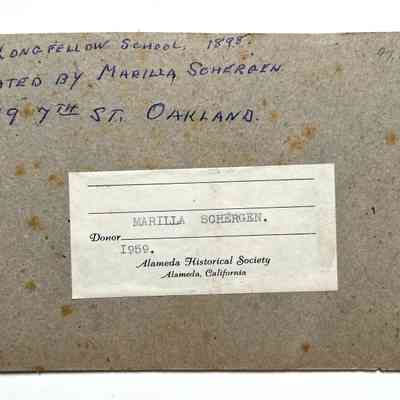 LONGFELLOW SCHOOL, 1898.
ATED BY MARILLA SCHERGEN
9 7TH ST. OAKLAND.
MARILLA SCHERGEN.
Donor
1959.
Alameda Historical Society
Alameda, California